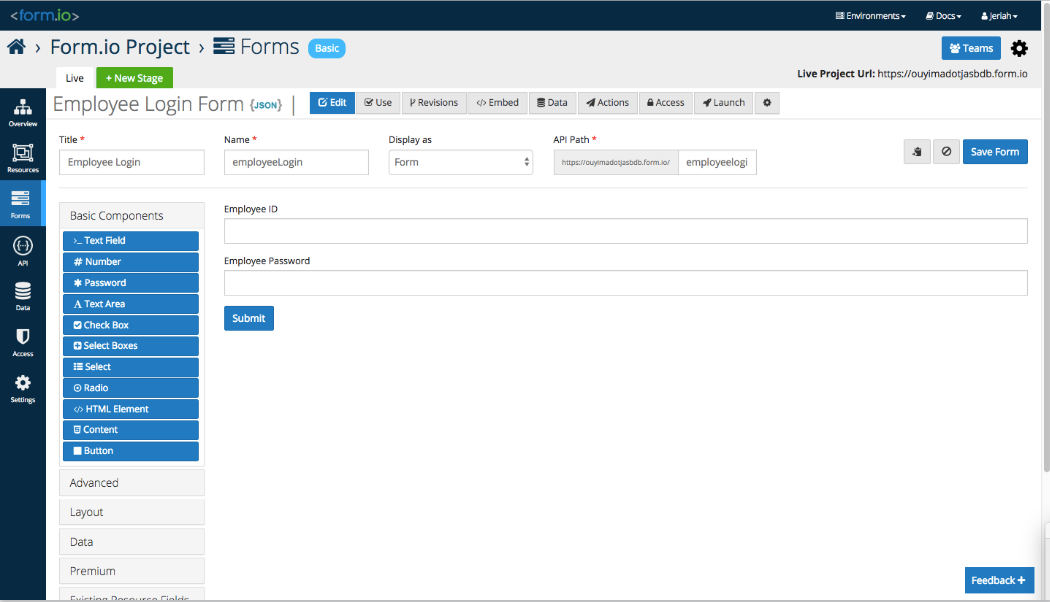 <form.io>
Environments Docs Jeriah
Form.io Project Forms Basic
Teams
Live + New Stage
Live Project Url: https://ouyimadotjasbdb.form.io
Employee Login Form {JSON} | Edit Use Revisions </> Embed Data Actions Access Launch
Overview
Resources
Forms
API
Data
Access
Settings
Title *
Name *
Display as
API Path *
Employee Login
employeeLogin
Form
https://ouyimadotjasbdb.form.io/
employeelogi
Save Form
Basic Components
>_ Text Field
# Number
Password
A Text Area
Check Box
Select Boxes
Select
Radio
</> HTML Element
Content
Button
Advanced
Layout
Data
Premium
Existing Resource Fields
Employee ID
Employee Password
Submit
Feedback +